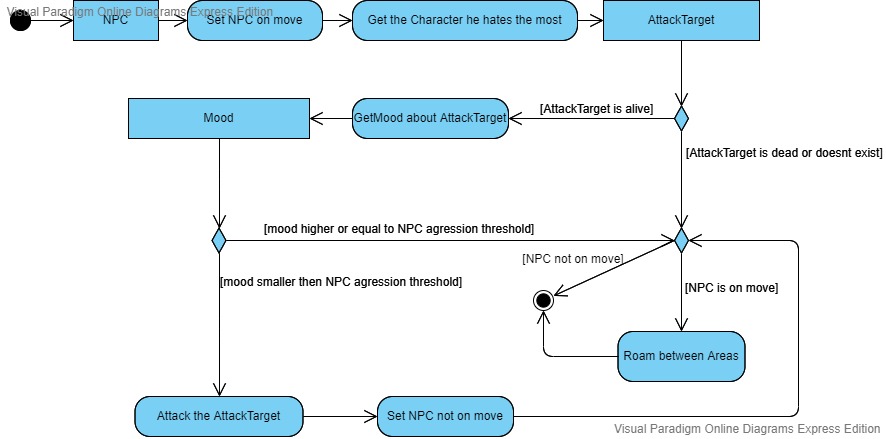 Visual Paradigm Online Diagrams Express Edition
NPC
Set NPC on move
Get the Character he hates the most
AttackTarget
Mood
GetMood about AttackTarget
[AttackTarget is alive]
[AttackTarget is dead or doesnt exist]
[mood higher or equal to NPC agression threshold]
[NPC not on move]
[mood smaller then NPC agression threshold]
[NPC is on move]
Roam between Areas
Attack the AttackTarget
Set NPC not on move
Visual Paradigm Online Diagrams Express Edition